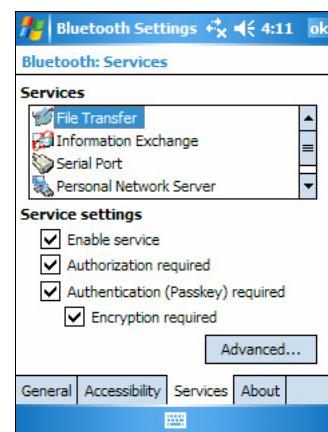 Bluetooth Settings 4:11 ok
Bluetooth: Services
Services
File Transfer
Information Exchange
Serial Port
Personal Network Server
Service settings
Enable service
Authorization required
Authentication (Passkey) required
Encryption required
Advanced...
General Accessibility Services About